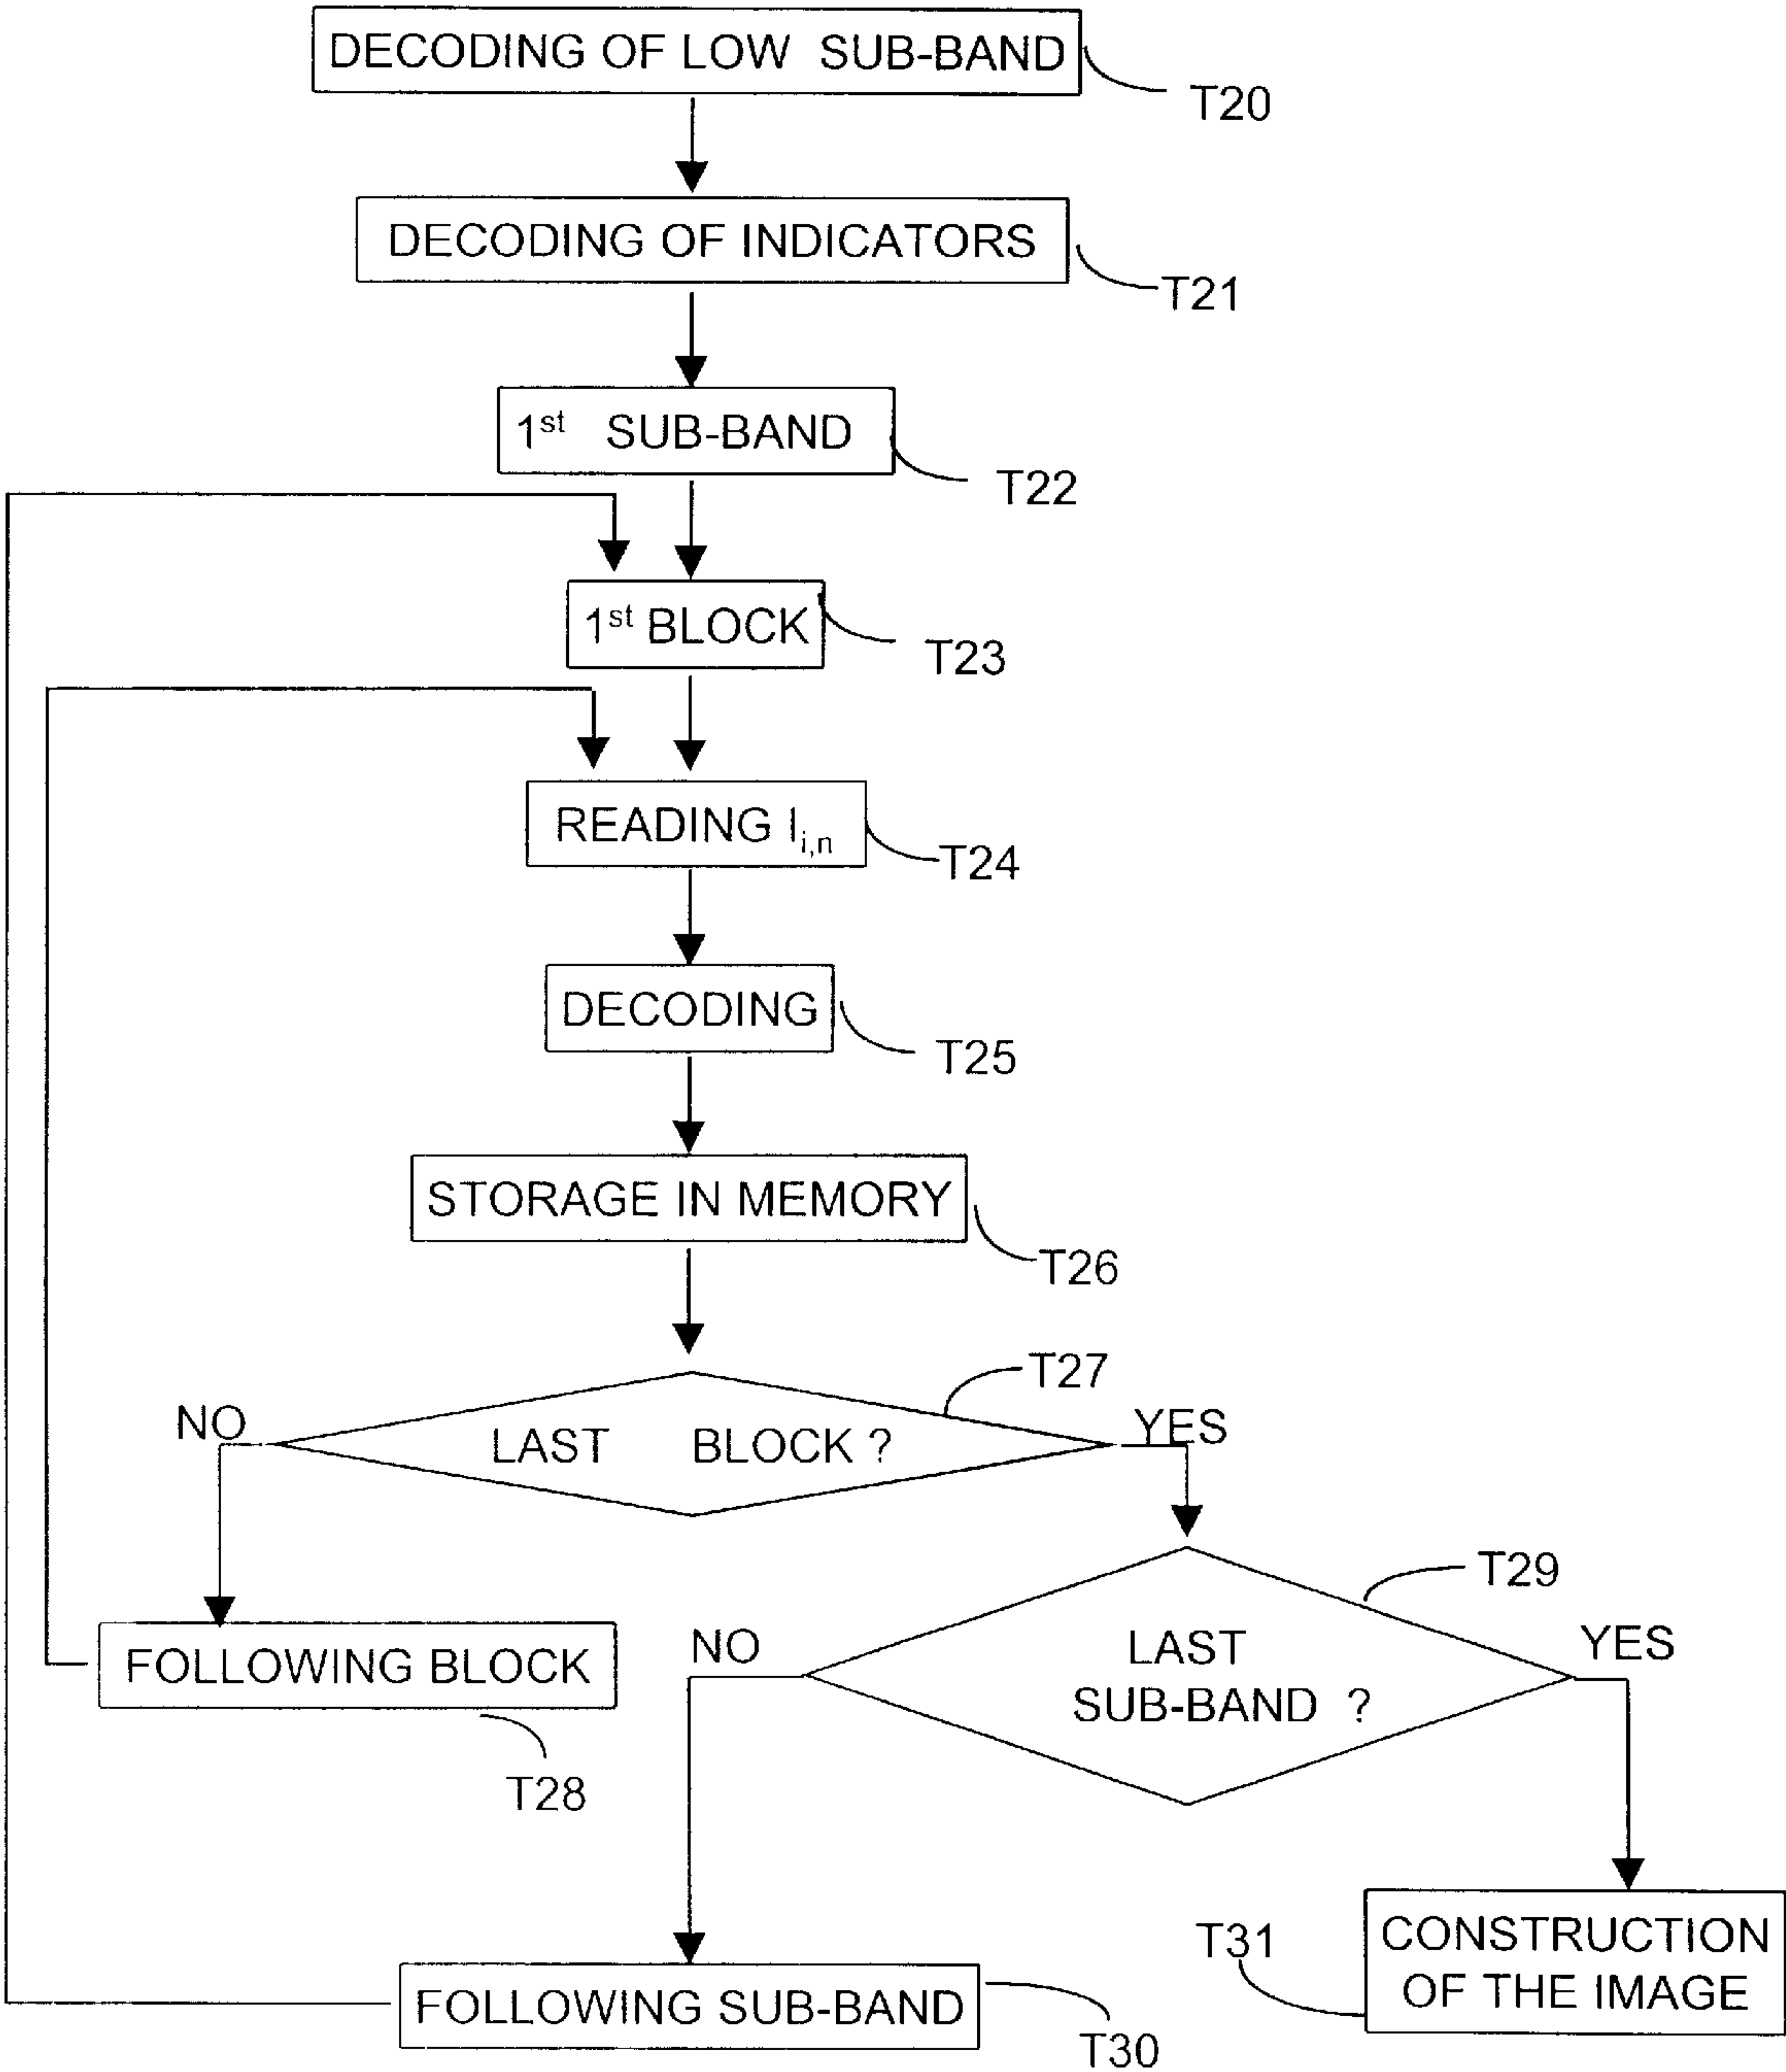 DECODING OF LOW SUB-BAND
T20
DECODING OF INDICATORS
T21
1st SUB-BAND
T22
1st BLOCK
T23
READING Ii,n
T24
DECODING
T25
STORAGE IN MEMORY
T26
T27
NO
LAST BLOCK ?
YES
T29
FOLLOWING BLOCK
T28
NO
LAST
SUB-BAND ?
YES
T31
CONSTRUCTION
OF THE IMAGE
FOLLOWING SUB-BAND
T30